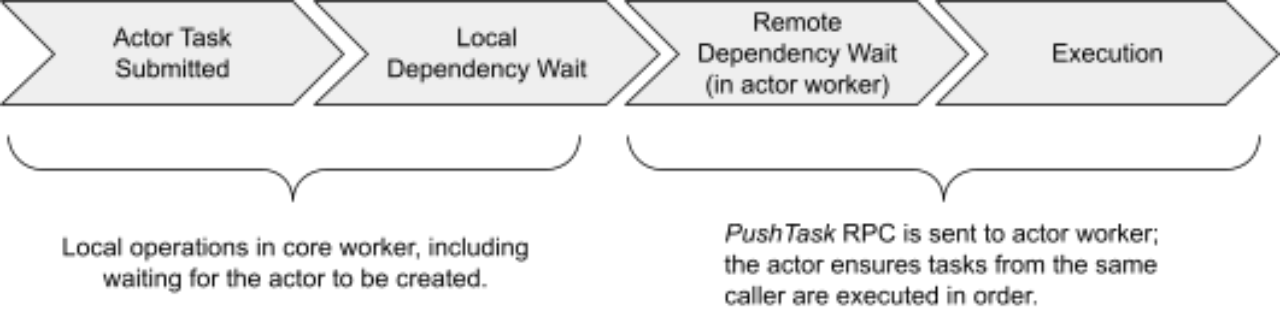 Actor Task
Submitted
Local
Dependency Wait
Remote
Dependency Wait
(in actor worker)
Execution
Local operations in core worker, including
waiting for the actor to be created.
PushTask RPC is sent to actor worker;
the actor ensures tasks from the same
caller are executed in order.